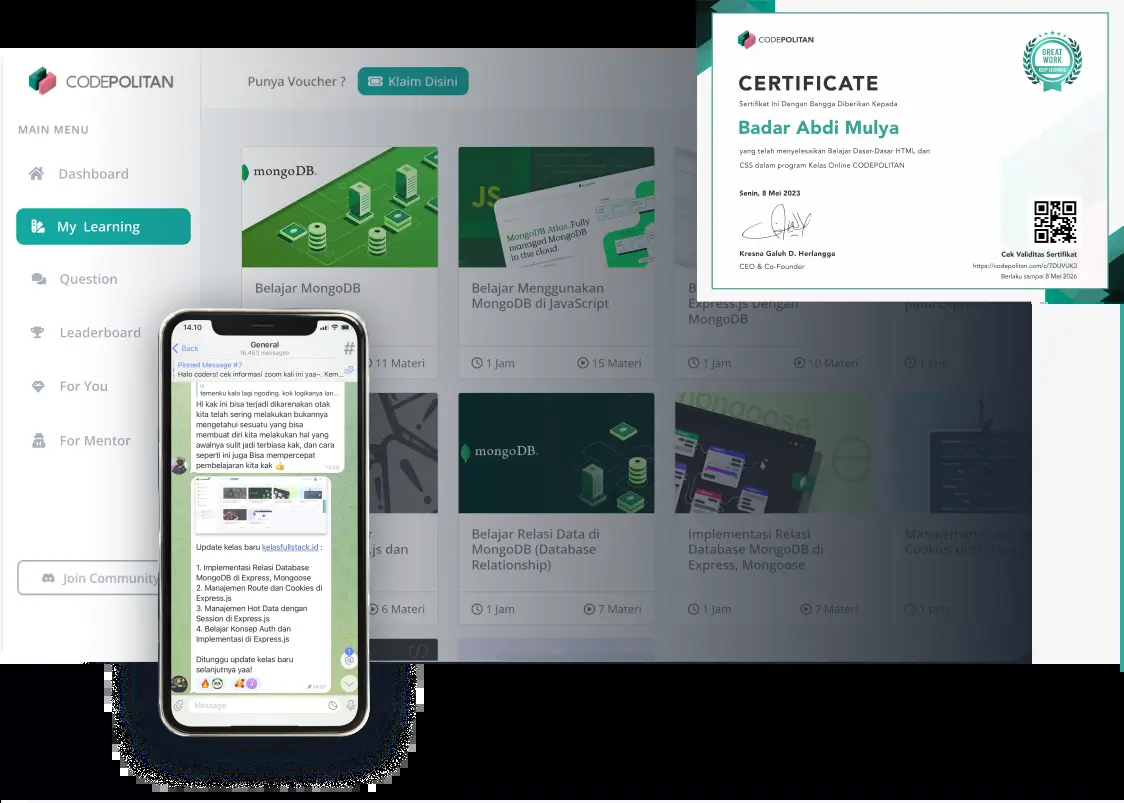 CODEPOLITAN
MAIN MENU
Dashboard
My Learning
Question
Leaderboard
For You
For Mentor
Join Community
Punya Voucher ?
Klaim Disini
mongoDB.
Belajar MongoDB
11 Materi
JS
MongoDB Atlas. Fully
managed MongoDB
in the cloud.
Belajar Menggunakan
MongoDB di JavaScript
1 Jam
15 Materi
Express.js Dengan
MongoDB
1 Jam
10 Materi
pada Express.js
1 Jam
.js dan
6 Materi
mongoDB.
Belajar Relasi Data di
MongoDB (Database
Relationship)
1 Jam
7 Materi
mongoose
Implementasi Relasi
Database MongoDB di
Express, Mongoose
1 Jam
7 Materi
Manajemen
Cookies di Express.js
1 Jam
CODEPOLITAN
GREAT
WORK
KEEP LEARNING
CERTIFICATE
Sertifikat Ini Dengan Bangga Diberikan Kepada
Badar Abdi Mulya
yang telah menyelesaikan Belajar Dasar-Dasar HTML dan
CSS dalam program Kelas Online CODEPOLITAN
Senin, 8 Mei 2023
Kresna Galuh D. Herlangga
CEO & Co-Founder
Cek Validitas Sertifikat
https://codepolitan.com/c/7DUVUK3
Berlaku sampai 8 Mei 2026
14.10
Back
General
16,463 messages
#
Pinned Message #7
Halo coders! cek informasi zoom kali ini yaa~. Kem...
temenku kalo lagi ngoding. kok logikanya lan...
Hi kak ini bisa terjadi dikarenakan otak
kita telah sering melakukan bukannya
mengetahui sesuatu yang bisa
membuat diri kita melakukan hal yang
awalnya sulit jadi terbiasa kak, dan cara
seperti ini juga Bisa mempercepat
pembelajaran kita kak 👍
Update kelas baru kelasfullstack.id :
1. Implementasi Relasi Database
MongoDB di Express, Mongoose
2. Manajemen Route dan Cookies di
Express.js
3. Manajemen Hot Data dengan
Session di Express.js
4. Belajar Konsep Auth dan
Implementasi di Express.js
Ditunggu update kelas baru
selanjutnya yaa!
1
@
Message